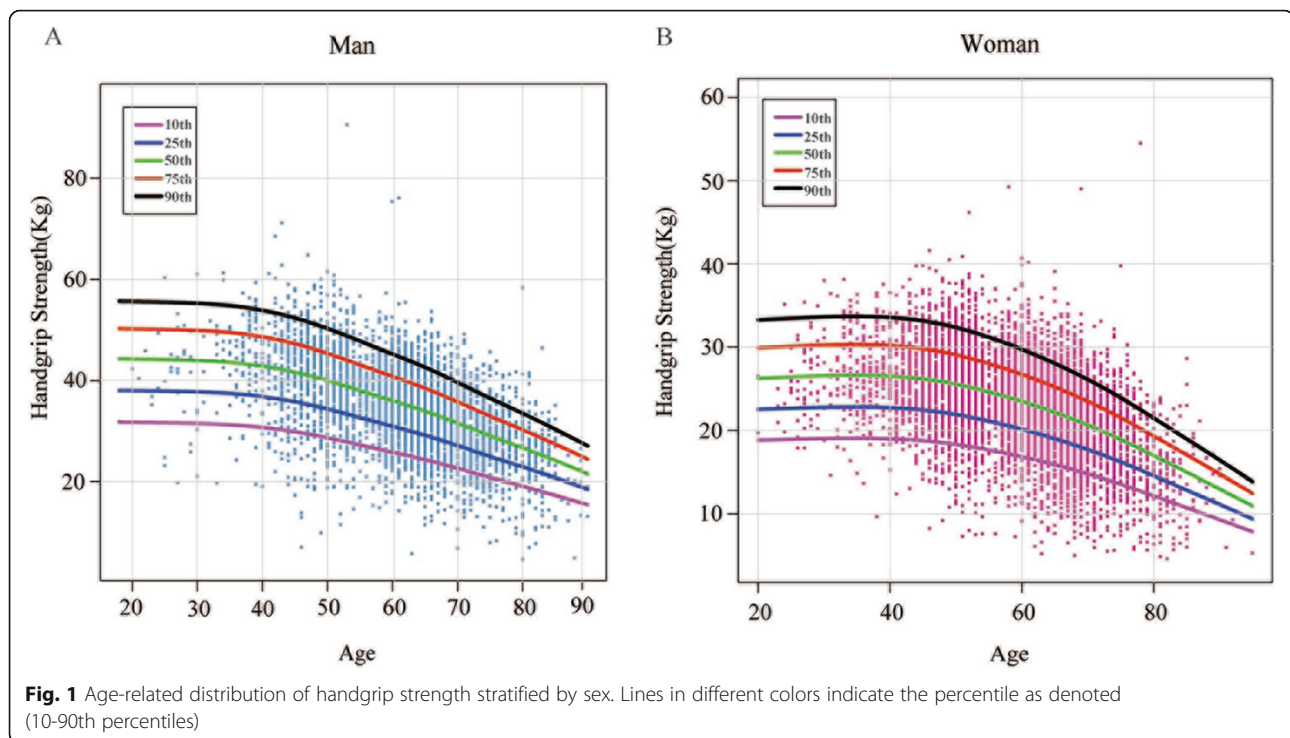 A
Man
10th
25th
50th
75th
90th
Handgrip Strength(Kg)
80
60
40
20
20 30 40 50 60 70 80 90
Age
B
Woman
10th
25th
50th
75th
90th
Handgrip Strength(Kg)
60
50
40
30
20
10
20 40 60 80
Age
Fig. 1 Age-related distribution of handgrip strength stratified by sex. Lines in different colors indicate the percentile as denoted
(10-90th percentiles)